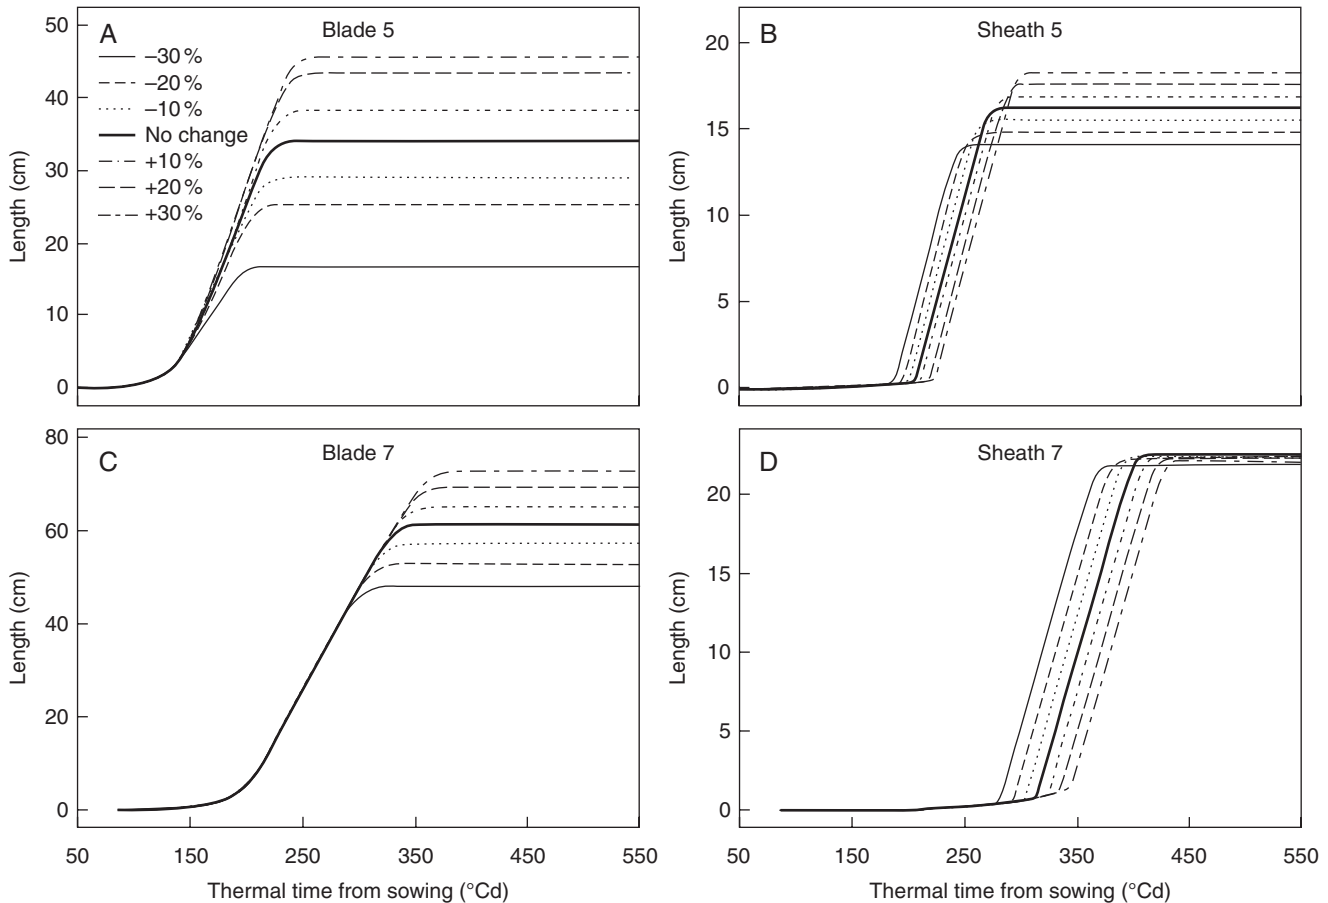 A
Blade 5
–30 %
–20 %
–10 %
No change
+10 %
+20 %
+30 %
50
40
30
20
10
0
Length (cm)
B
Sheath 5
20
15
10
5
0
Length (cm)
C
Blade 7
80
60
40
20
0
Length (cm)
50 150 250 350 450 550
Thermal time from sowing (°Cd)
D
Sheath 7
20
15
10
5
0
Length (cm)
50 150 250 350 450 550
Thermal time from sowing (°Cd)